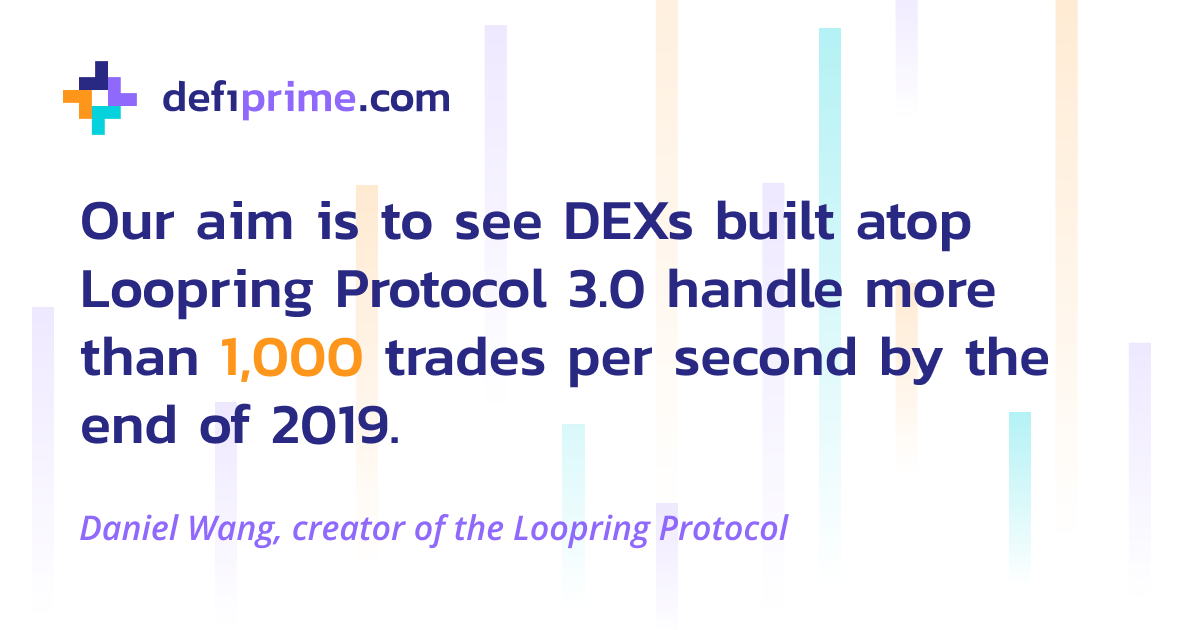 defiprime.com
Our aim is to see DEXs built atop
Loopring Protocol 3.0 handle more
than 1,000 trades per second by the
end of 2019.
Daniel Wang, creator of the Loopring Protocol